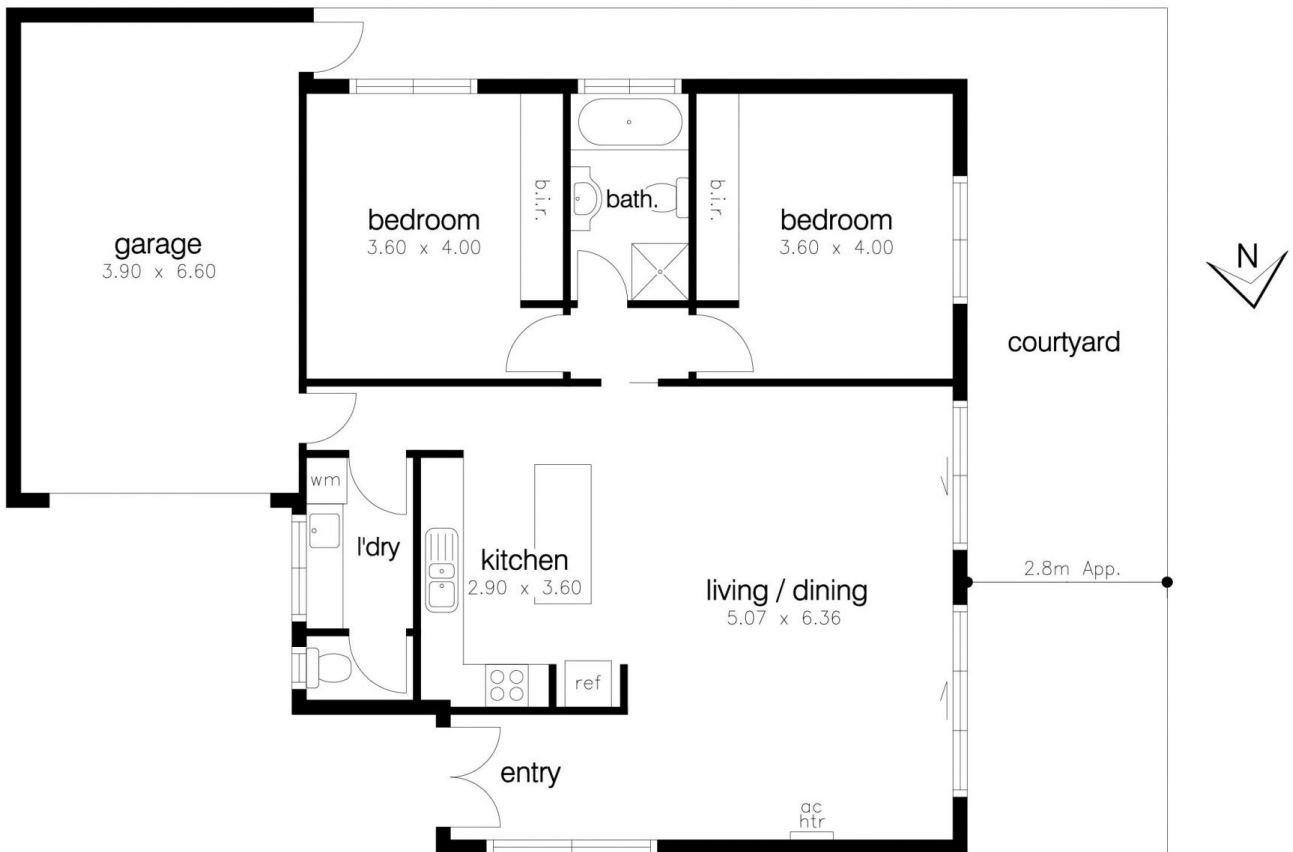 garage
3.90 x 6.60
bedroom
3.60 x 4.00
b.i.r.
bath.
b.i.r.
bedroom
3.60 x 4.00
N
courtyard
wm
l'dry
kitchen
2.90 x 3.60
living / dining
5.07 x 6.36
2.8m App.
ref
entry
ac
htr